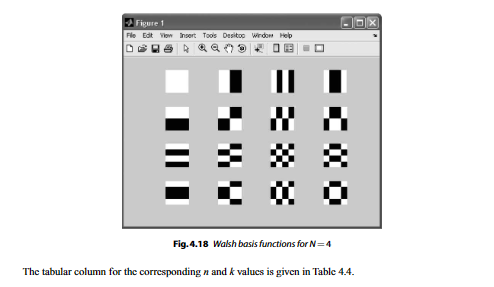 Figure 1
File Edit View Insert Tools Desktop Window Help
Fig.4.18 Walsh basis functions for N=4
The tabular column for the corresponding n and k values is given in Table 4.4.